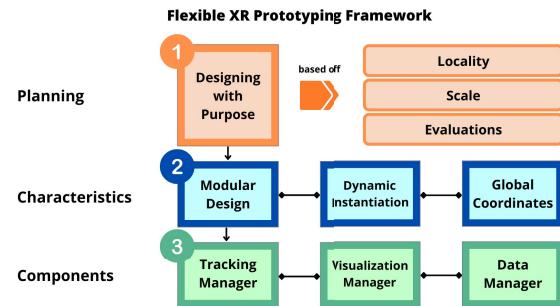 Flexible XR Prototyping Framework
Planning
1
Designing
with
Purpose
based off
Locality
Scale
Evaluations
Characteristics
2
Modular
Design
Dynamic
Instantiation
Global
Coordinates
Components
3
Tracking
Manager
Visualization
Manager
Data
Manager